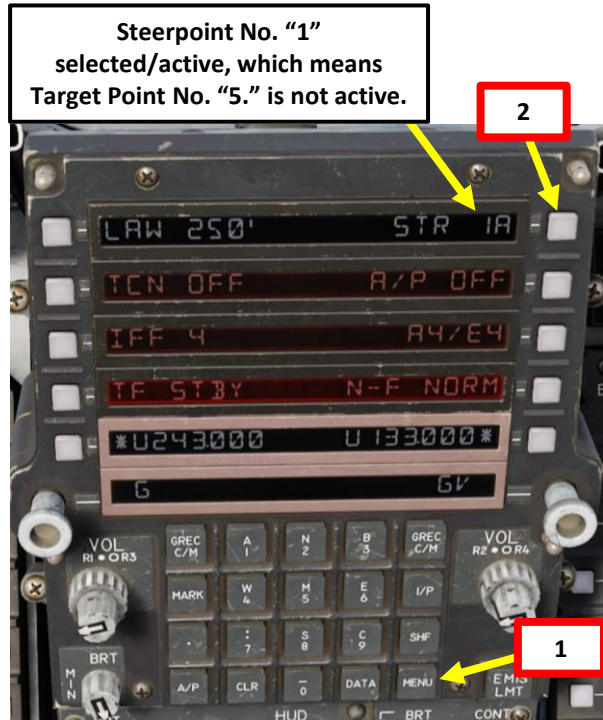 Steerpoint No. “1”
selected/active, which means
Target Point No. “5.” is not active.
2
LAW 250' STR 1A
TCN OFF A/P OFF
IFF 4 A4/E4
TF STBY N-F NORM
*U243.000 U133.000*
G GV
VOL
R1 R3
GREC
C/M
A
1
N
2
B
3
GREC
C/M
VOL
R2 R4
MARK
W
4
M
5
E
6
I/P
.
:
7
S
8
C
9
SHF
1
BRT
MIN
A/P
CLR
–
0
DATA
MENU
EMIS
LMT
HUD
BRT
CONT